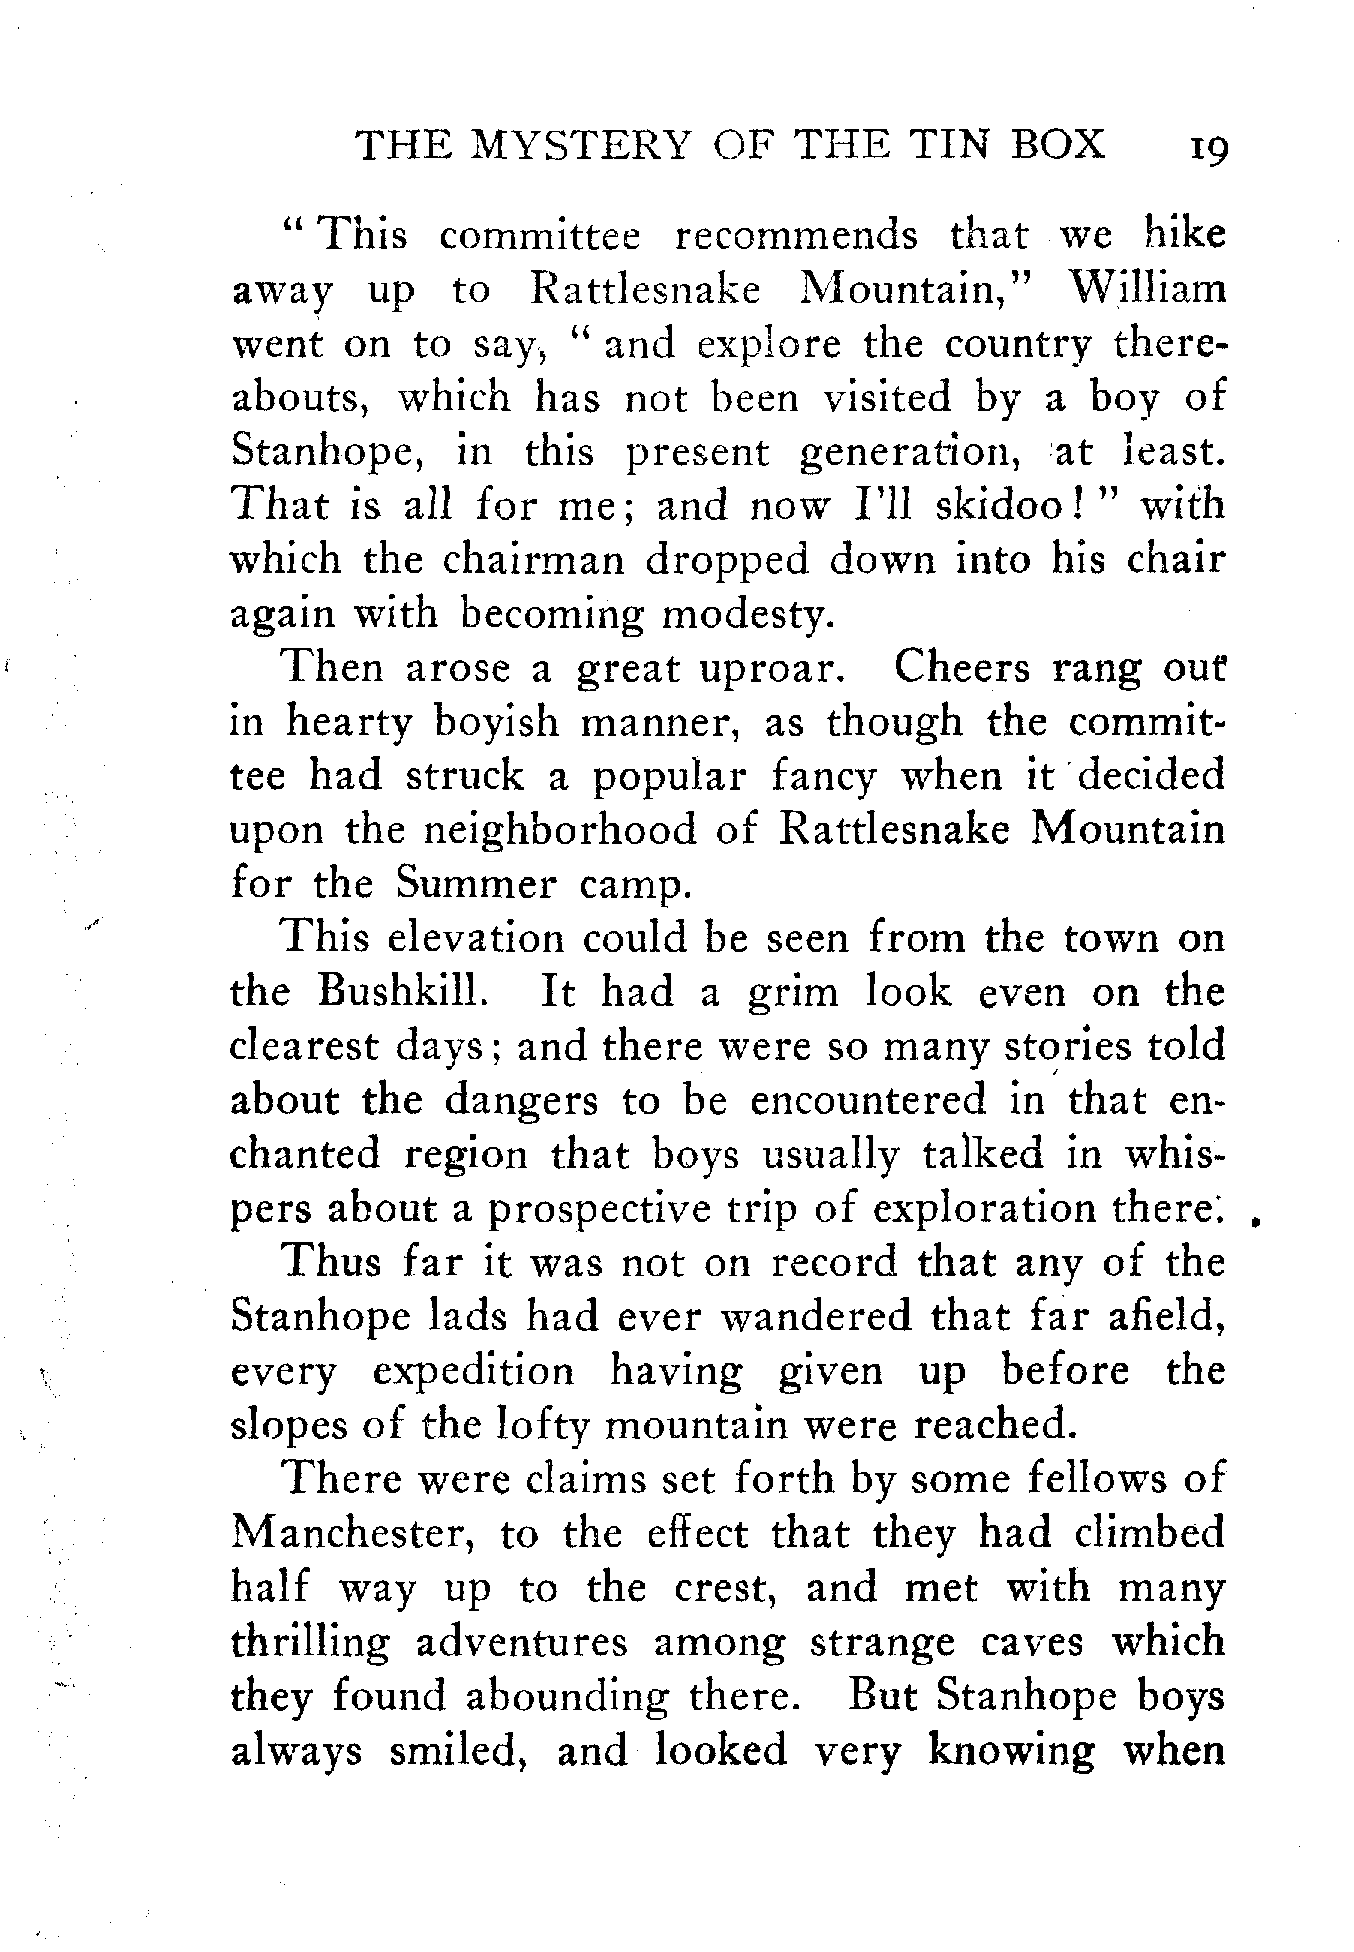 THE MYSTERY OF THE TIN BOX 19
“ This committee recommends that we hike
away up to Rattlesnake Mountain,” William
went on to say, “ and explore the country there-
abouts, which has not been visited by a boy of
Stanhope, in this present generation, at least.
That is all for me; and now I’ll skidoo! ” with
which the chairman dropped down into his chair
again with becoming modesty.
Then arose a great uproar. Cheers rang out
in hearty boyish manner, as though the commit-
tee had struck a popular fancy when it decided
upon the neighborhood of Rattlesnake Mountain
for the Summer camp.
This elevation could be seen from the town on
the Bushkill. It had a grim look even on the
clearest days; and there were so many stories told
about the dangers to be encountered in that en-
chanted region that boys usually talked in whis-
pers about a prospective trip of exploration there.
Thus far it was not on record that any of the
Stanhope lads had ever wandered that far afield,
every expedition having given up before the
slopes of the lofty mountain were reached.
There were claims set forth by some fellows of
Manchester, to the effect that they had climbed
half way up to the crest, and met with many
thrilling adventures among strange caves which
they found abounding there. But Stanhope boys
always smiled, and looked very knowing when